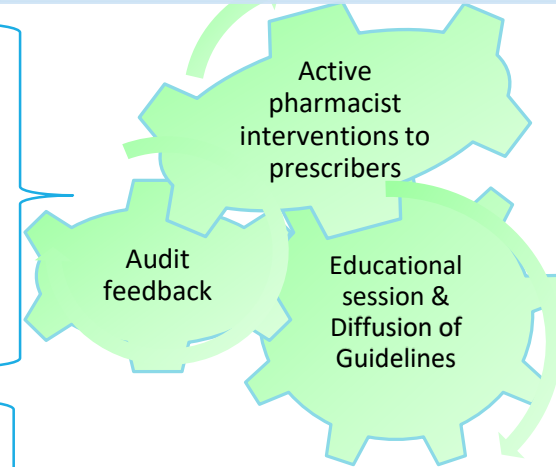 Active
pharmacist
interventions to
prescribers
Audit
feedback
Educational
session &
Diffusion of
Guidelines